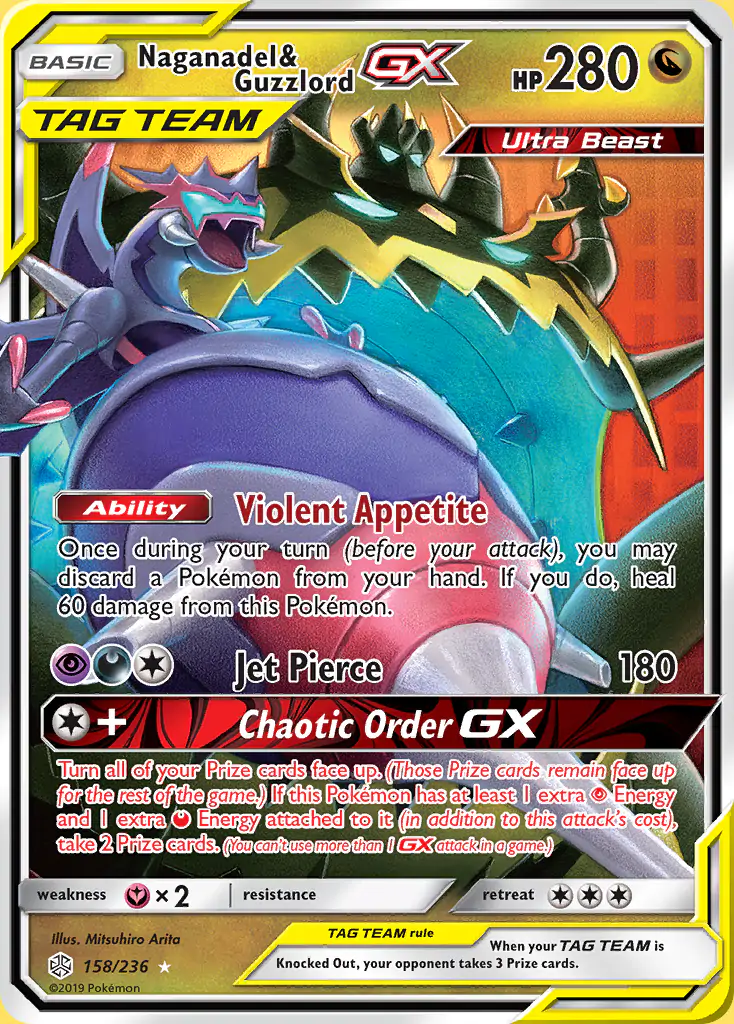 BASIC
Naganadel&
Guzzlord GX
HP 280
TAG TEAM
Ultra Beast
Ability Violent Appetite
Once during your turn (before your attack), you may
discard a Pokémon from your hand. If you do, heal
60 damage from this Pokémon.
Jet Pierce 180
+ Chaotic Order GX
Turn all of your Prize cards face up. (Those Prize cards remain face up
for the rest of the game.) If this Pokémon has at least 1 extra Energy
and 1 extra Energy attached to it (in addition to this attack's cost),
take 2 Prize cards. (You can't use more than 1 GX attack in a game.)
weakness × 2 resistance retreat
Illus. Mitsuhiro Arita
158/236
©2019 Pokémon
TAG TEAM rule
When your TAG TEAM is
Knocked Out, your opponent takes 3 Prize cards.